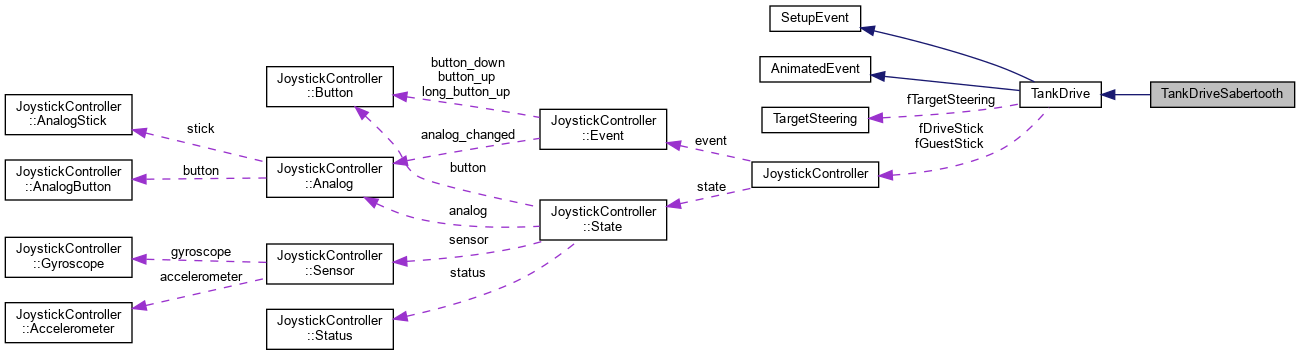 SetupEvent
AnimatedEvent
TargetSteering
fTargetSteering
TankDrive
TankDriveSabertooth
fDriveStick
fGuestStick
JoystickController
event
state
JoystickController
::Event
JoystickController
::State
button_down
button_up
long_button_up
analog_changed
button
analog
sensor
status
JoystickController
::Button
JoystickController
::Analog
JoystickController
::Sensor
JoystickController
::Status
stick
button
gyroscope
accelerometer
JoystickController
::AnalogStick
JoystickController
::AnalogButton
JoystickController
::Gyroscope
JoystickController
::Accelerometer